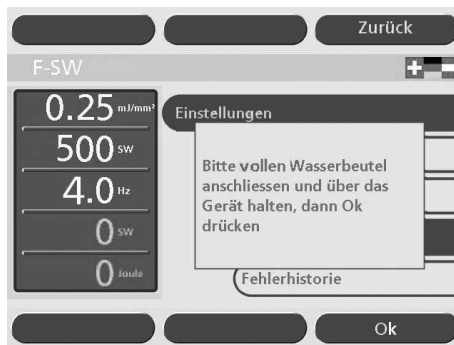 Zurück
F-SW
0.25 mJ/mm²
500 SW
4.0 Hz
0 SW
0 Joule
Einstellungen
Bitte vollen Wasserbeutel
anschliessen und über das
Gerät halten, dann Ok
drücken
Fehlerhistorie
Ok